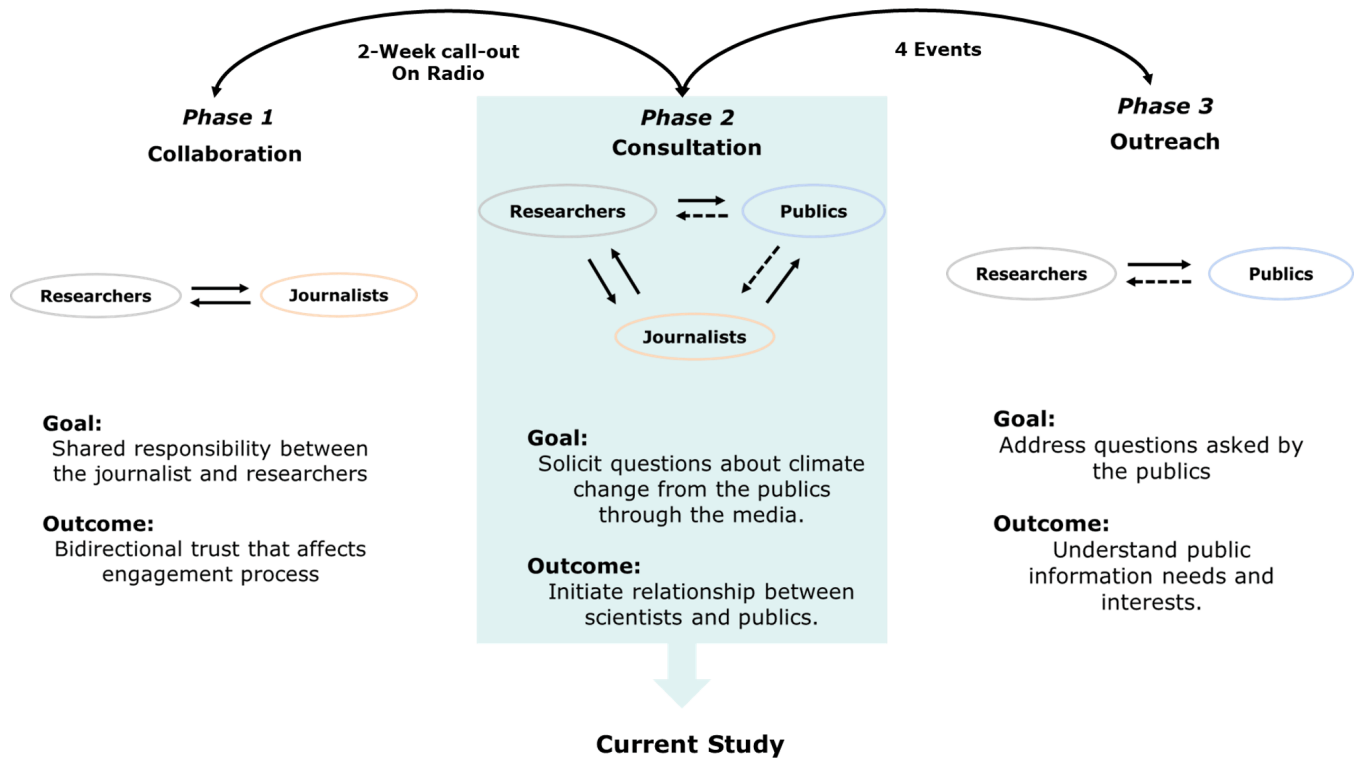 2-Week call-out
On Radio
4 Events
Phase 1
Collaboration
Researchers
Journalists
Goal:
Shared responsibility between
the journalist and researchers
Outcome:
Bidirectional trust that affects
engagement process
Phase 2
Consultation
Researchers
Publics
Journalists
Goal:
Solicit questions about climate
change from the publics
through the media.
Outcome:
Initiate relationship between
scientists and publics.
Phase 3
Outreach
Researchers
Publics
Goal:
Address questions asked by
the publics
Outcome:
Understand public
information needs and
interests.
Current Study